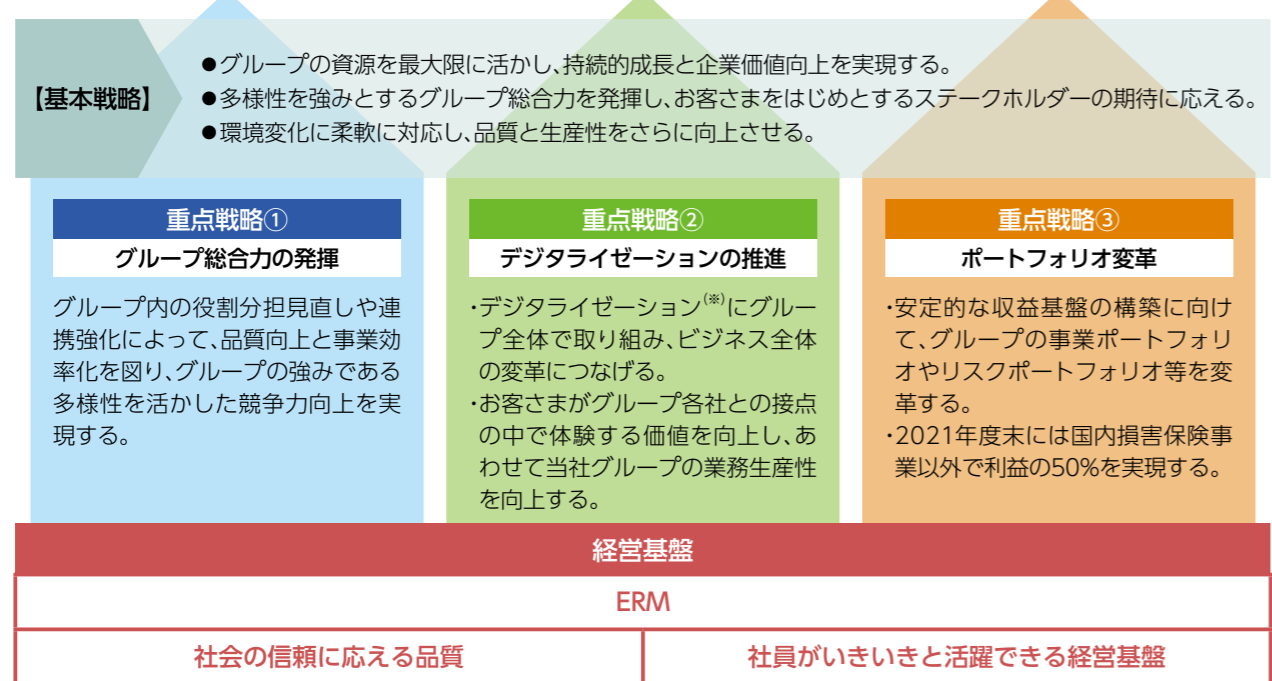 【基本戦略】
●グループの資源を最大限に活かし、持続的成長と企業価値向上を実現する。
●多様性を強みとするグループ総合力を発揮し、お客さまをはじめとするステークホルダーの期待に応える。
●環境変化に柔軟に対応し、品質と生産性をさらに向上させる。
重点戦略①
グループ総合力の発揮
グループ内の役割分担見直しや連
携強化によって、品質向上と事業効
率化を図り、グループの強みである
多様性を活かした競争力向上を実
現する。
重点戦略②
デジタライゼーションの推進
・デジタライゼーション(※)にグルー
プ全体で取り組み、ビジネス全体
の変革につなげる。
・お客さまがグループ各社との接点
の中で体験する価値を向上し、あ
わせて当社グループの業務生産性
を向上する。
重点戦略③
ポートフォリオ変革
・安定的な収益基盤の構築に向け
て、グループの事業ポートフォリ
オやリスクポートフォリオ等を変
革する。
・2021年度末には国内損害保険事
業以外で利益の50%を実現する。
経営基盤
ERM
社会の信頼に応える品質
社員がいきいきと活躍できる経営基盤